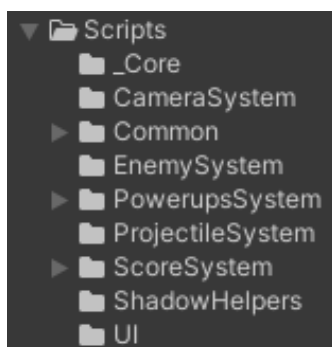 Scripts
_Core
CameraSystem
Common
EnemySystem
PowerupsSystem
ProjectileSystem
ScoreSystem
ShadowHelpers
UI